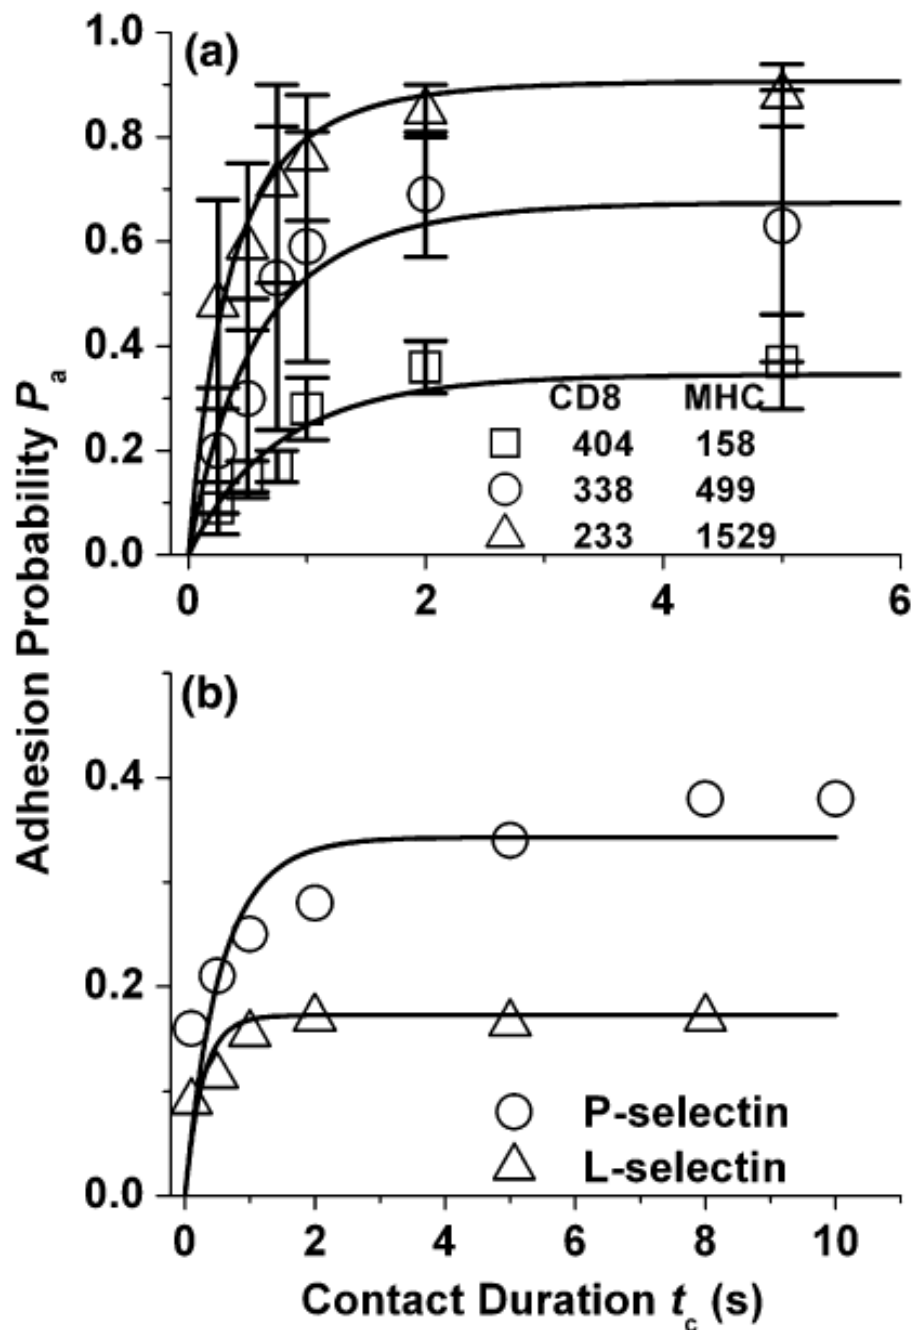 Adhesion Probability Pa
(a)
1.0
0.8
0.6
0.4
0.2
0.0
CD8 MHC
404 158
338 499
233 1529
0 2 4 6
(b)
0.4
0.2
0.0
P-selectin
L-selectin
0 2 4 6 8 10
Contact Duration tc (s)